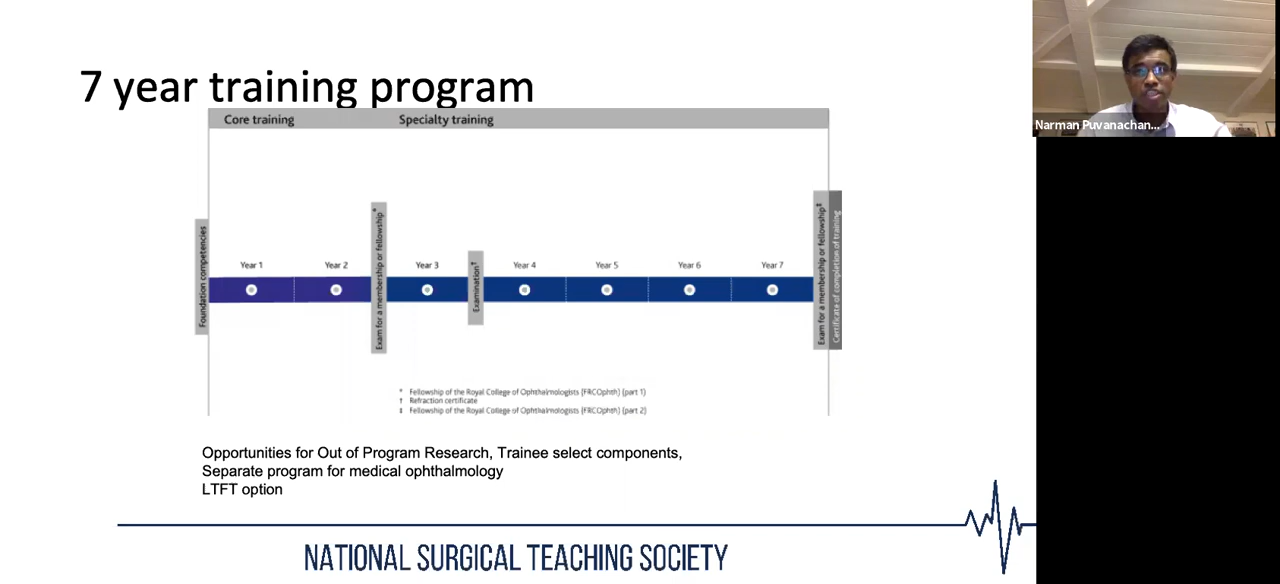 7 year training program
Core training
Specialty training
Foundation competencies
Year 1
Year 2
Exam for a membership or fellowship*
Year 3
Examination†
Year 4
Year 5
Year 6
Year 7
Exam for a membership or fellowship‡
Certificate of completion of training
* Fellowship of the Royal College of Ophthalmologists (FRCOphth) (part 1)
† Refraction certificate
‡ Fellowship of the Royal College of Ophthalmologists (FRCOphth) (part 2)
Opportunities for Out of Program Research, Trainee select components,
Separate program for medical ophthalmology
LTFT option
NATIONAL SURGICAL TEACHING SOCIETY
Narman Puvanachan...